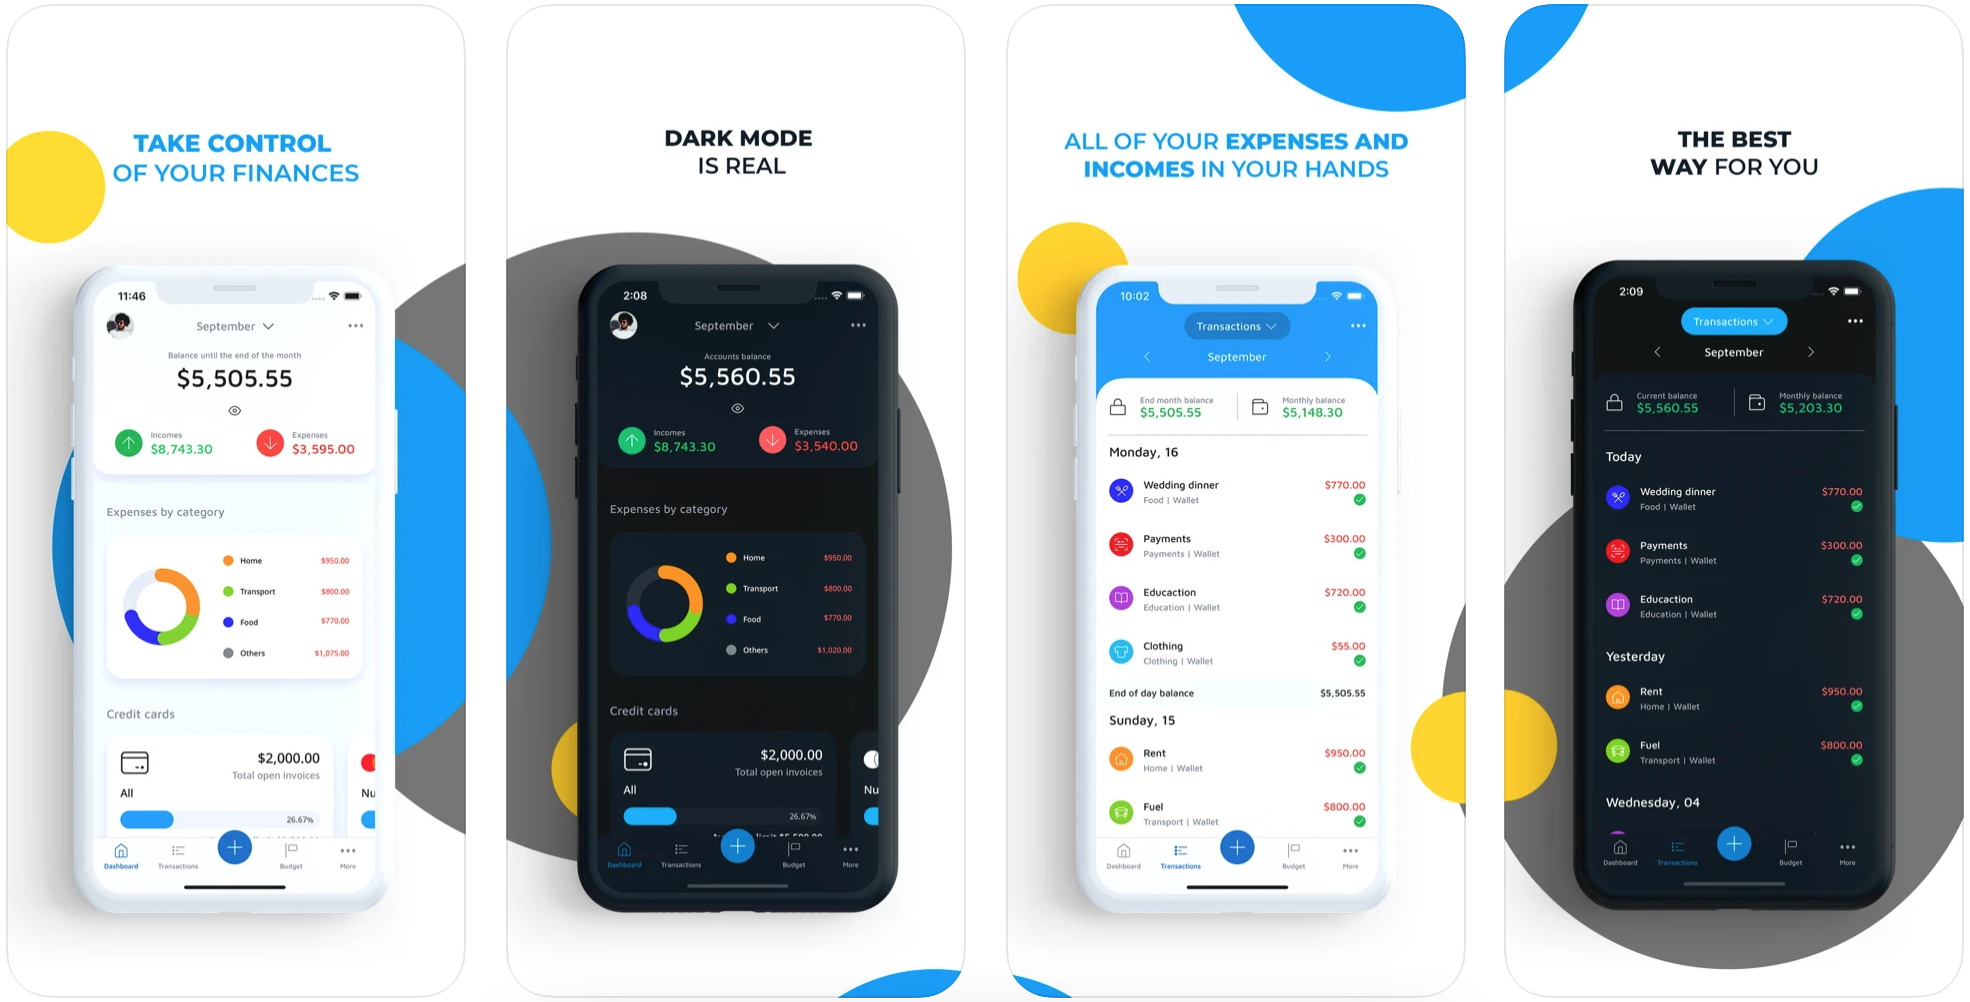 TAKE CONTROL
OF YOUR FINANCES
11:46
September
Balance until the end of the month
$5,505.55
Incomes
$8,743.30
Expenses
$3,595.00
Expenses by category
Home $950.00
Transport $800.00
Food $770.00
Others $1,075.00
Credit cards
$2,000.00
Total open invoices
All
Nu
26.67%
Dashboard Transactions Budget More
DARK MODE
IS REAL
2:08
September
Accounts balance
$5,560.55
Incomes
$8,743.30
Expenses
$3,540.00
Expenses by category
Home $950.00
Transport $800.00
Food $770.00
Others $1,020.00
Credit cards
$2,000.00
Total open invoices
All
Nu
26.67%
Dashboard Transactions Budget More
ALL OF YOUR EXPENSES AND
INCOMES IN YOUR HANDS
10:02
Transactions
September
End month balance
$5,505.55
Monthly balance
$5,148.30
Monday, 16
Wedding dinner $770.00
Food | Wallet
Payments $300.00
Payments | Wallet
Educaction $720.00
Education | Wallet
Clothing $55.00
Clothing | Wallet
End of day balance $5,505.55
Sunday, 15
Rent $950.00
Home | Wallet
Fuel $800.00
Transport | Wallet
Dashboard Transactions Budget More
THE BEST
WAY FOR YOU
2:09
Transactions
September
Current balance
$5,560.55
Monthly balance
$5,203.30
Today
Wedding dinner $770.00
Food | Wallet
Payments $300.00
Payments | Wallet
Educaction $720.00
Education | Wallet
Yesterday
Rent $950.00
Home | Wallet
Fuel $800.00
Transport | Wallet
Wednesday, 04
Dashboard Transactions Budget More